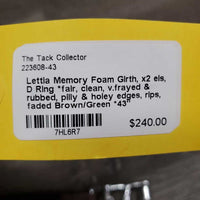 The Tack Collector
223608-43
Lettia Memory Foam Girth, x2 els,
D Ring *fair, clean, v.frayed &
rubbed, pilly & holey edges, rips,
faded Brown/Green *43"
7HL6R7
$240.00